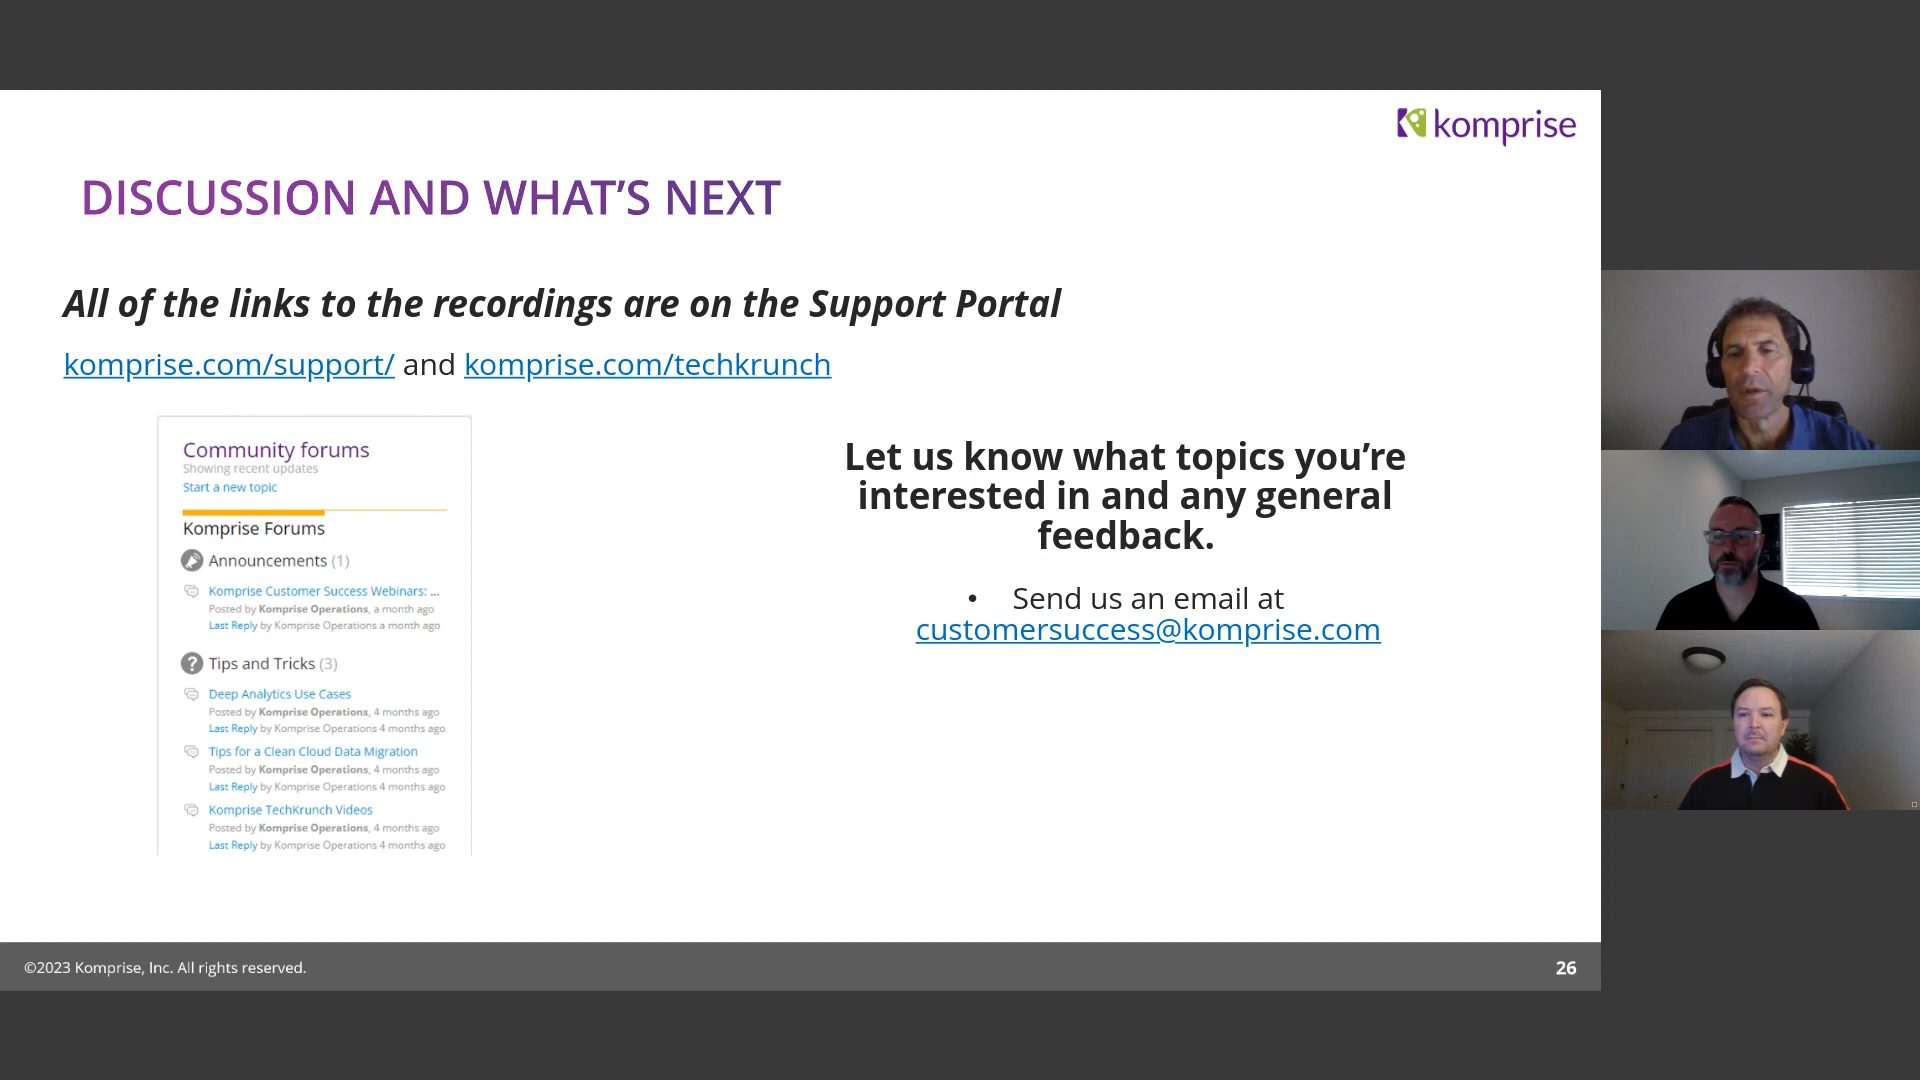 komprise
DISCUSSION AND WHAT’S NEXT
All of the links to the recordings are on the Support Portal
komprise.com/support/ and komprise.com/techkrunch
Community forums
Showing recent updates
Start a new topic
Komprise Forums
Announcements (1)
Komprise Customer Success Webinars: ...
Posted by Komprise Operations, a month ago
Last Reply by Komprise Operations a month ago
Tips and Tricks (3)
Deep Analytics Use Cases
Posted by Komprise Operations, 4 months ago
Last Reply by Komprise Operations 4 months ago
Tips for a Clean Cloud Data Migration
Posted by Komprise Operations, 4 months ago
Last Reply by Komprise Operations 4 months ago
Komprise TechKrunch Videos
Posted by Komprise Operations, 4 months ago
Last Reply by Komprise Operations 4 months ago
Let us know what topics you’re
interested in and any general
feedback.
• Send us an email at
customersuccess@komprise.com
©2023 Komprise, Inc. All rights reserved.
26